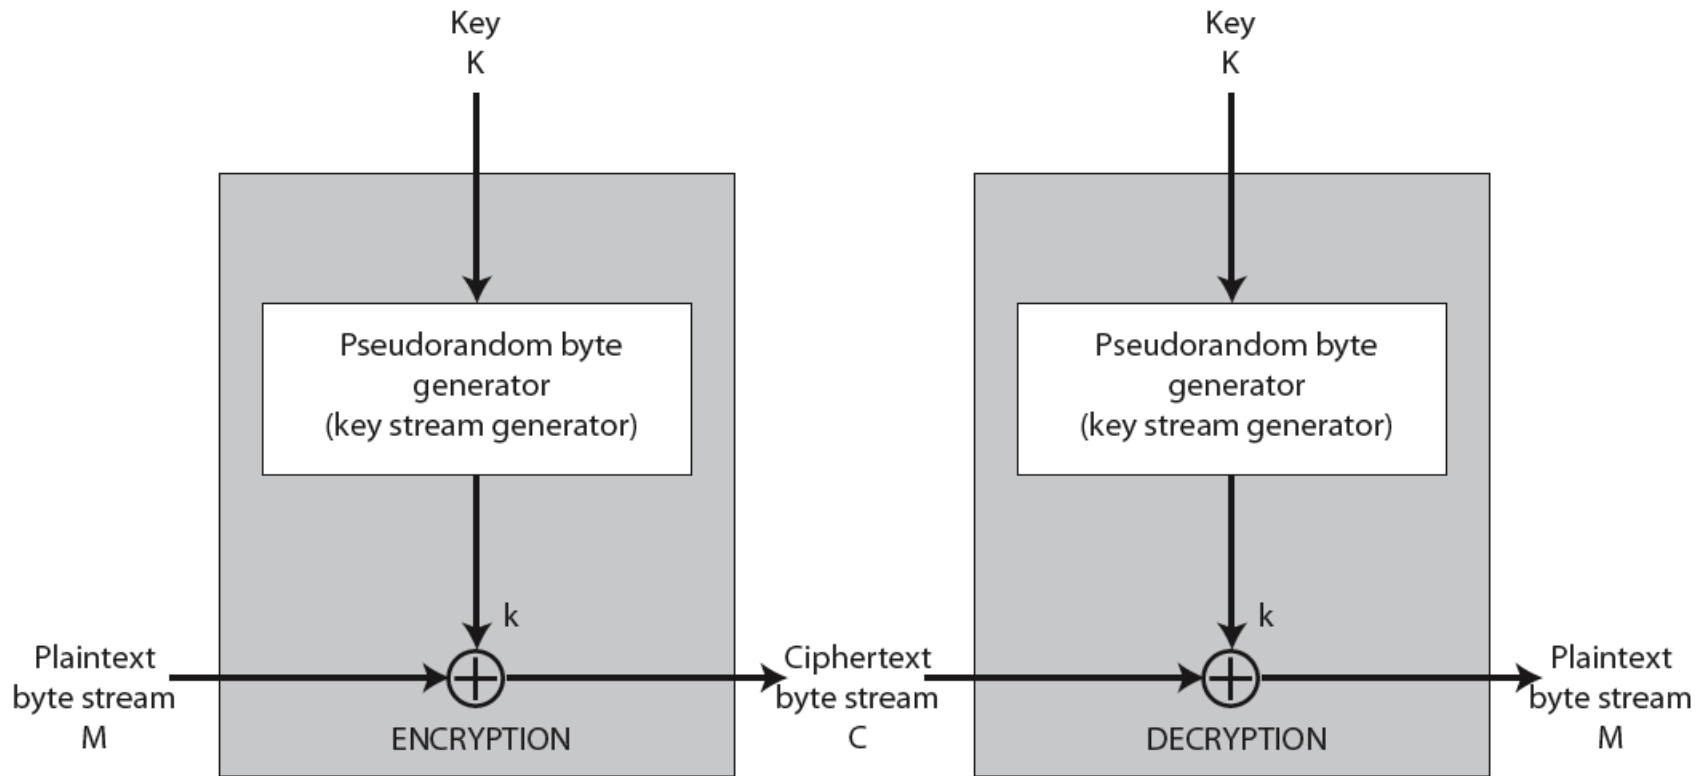 Key
K
Key
K
Pseudorandom byte
generator
(key stream generator)
Pseudorandom byte
generator
(key stream generator)
k
k
Plaintext
byte stream
M
ENCRYPTION
Ciphertext
byte stream
C
DECRYPTION
Plaintext
byte stream
M